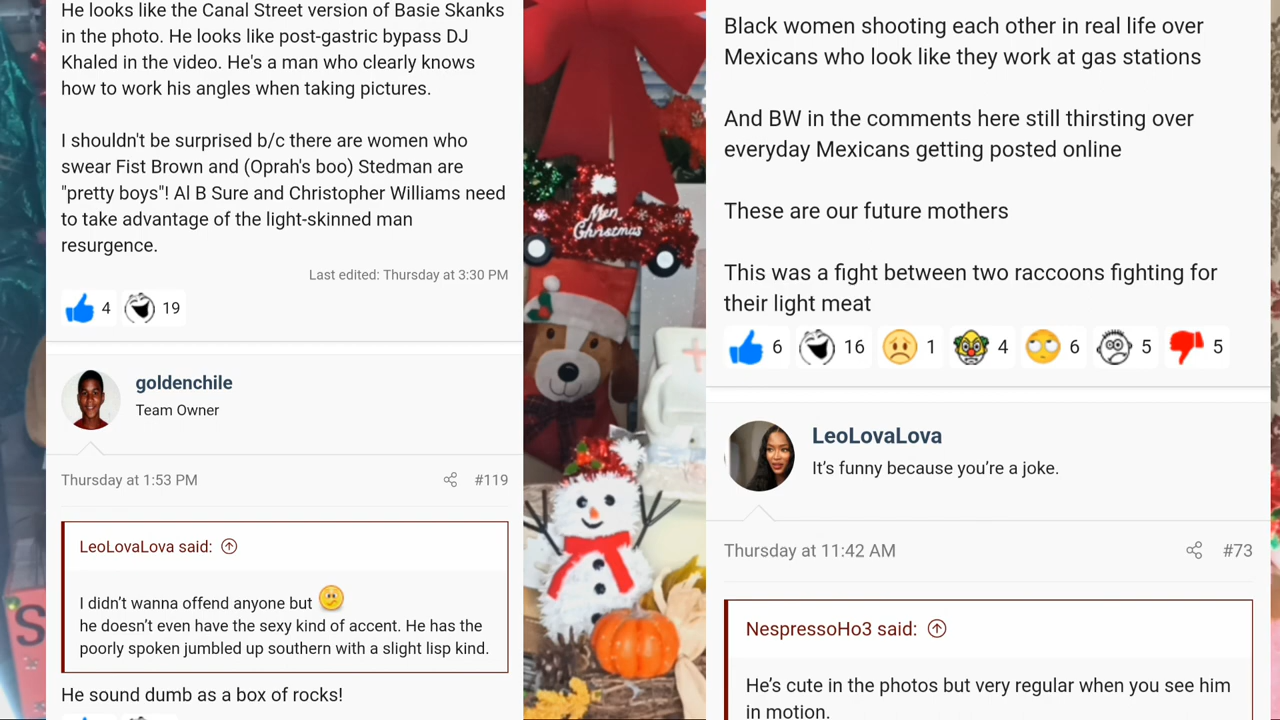 He looks like the Canal Street version of Basie Skanks
in the photo. He looks like post-gastric bypass DJ
Khaled in the video. He's a man who clearly knows
how to work his angles when taking pictures.
I shouldn't be surprised b/c there are women who
swear Fist Brown and (Oprah's boo) Stedman are
"pretty boys"! Al B Sure and Christopher Williams need
to take advantage of the light-skinned man
resurgence.
Last edited: Thursday at 3:30 PM
4 19
goldenchile
Team Owner
Thursday at 1:53 PM #119
LeoLovaLova said:
I didn't wanna offend anyone but
he doesn't even have the sexy kind of accent. He has the
poorly spoken jumbled up southern with a slight lisp kind.
He sound dumb as a box of rocks!
Merry
Christmas
S
Black women shooting each other in real life over
Mexicans who look like they work at gas stations
And BW in the comments here still thirsting over
everyday Mexicans getting posted online
These are our future mothers
This was a fight between two raccoons fighting for
their light meat
6 16 1 4 6 5 5
LeoLovaLova
It's funny because you're a joke.
Thursday at 11:42 AM #73
NespressoHo3 said:
He's cute in the photos but very regular when you see him
in motion.